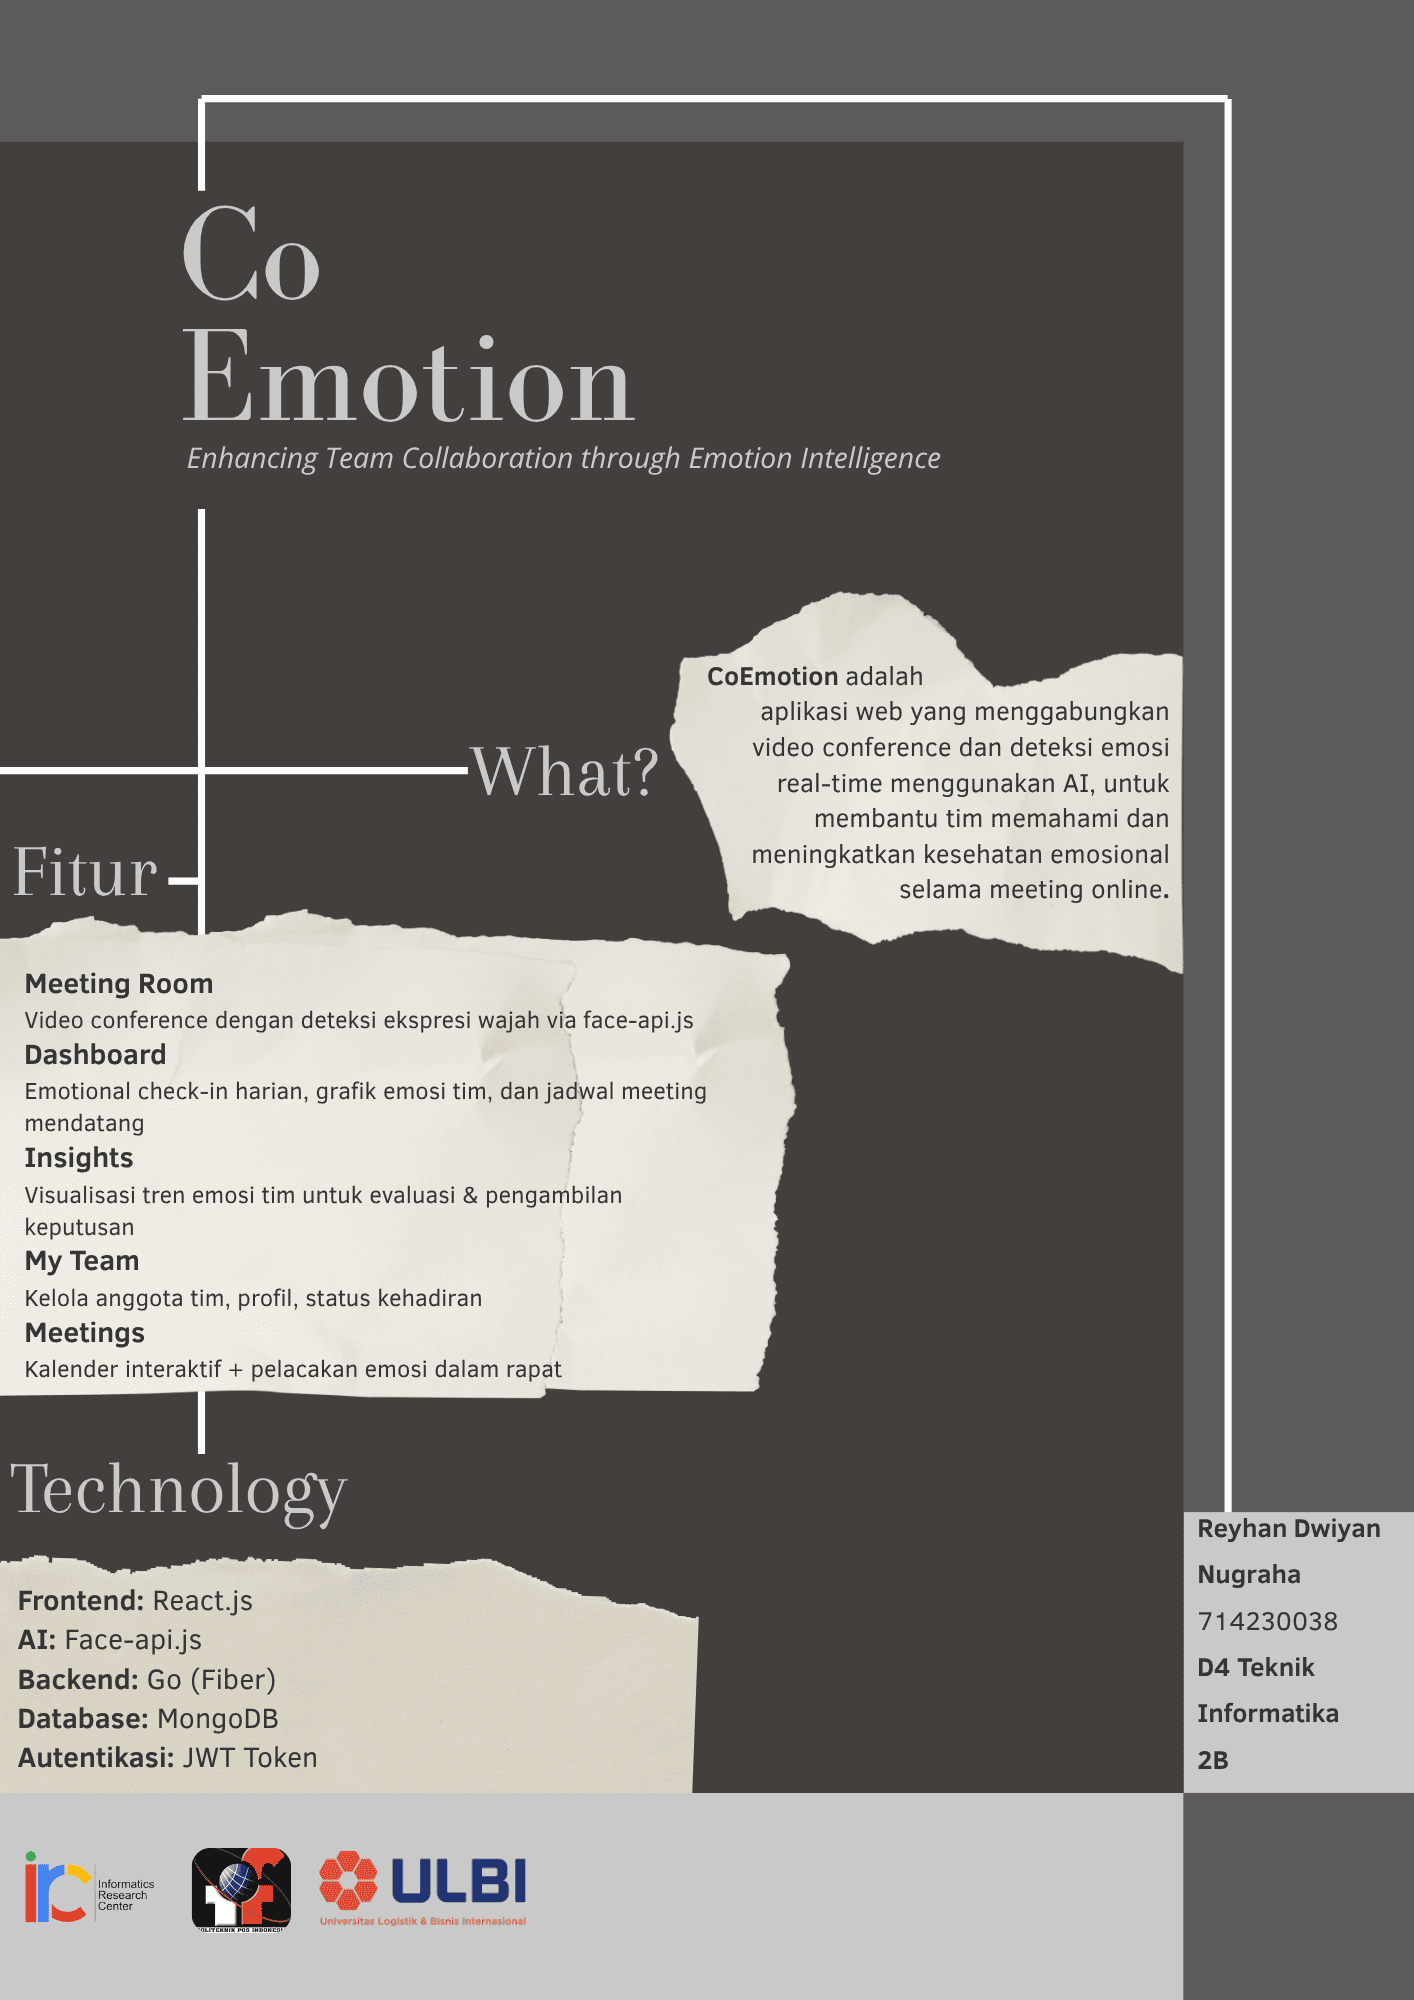 Co
Emotion
Enhancing Team Collaboration through Emotion Intelligence
What?
CoEmotion adalah
aplikasi web yang menggabungkan
video conference dan deteksi emosi
real-time menggunakan AI, untuk
membantu tim memahami dan
meningkatkan kesehatan emosional
selama meeting online.
Fitur
Meeting Room
Video conference dengan deteksi ekspresi wajah via face-api.js
Dashboard
Emotional check-in harian, grafik emosi tim, dan jadwal meeting
mendatang
Insights
Visualisasi tren emosi tim untuk evaluasi & pengambilan
keputusan
My Team
Kelola anggota tim, profil, status kehadiran
Meetings
Kalender interaktif + pelacakan emosi dalam rapat
Technology
Frontend: React.js
AI: Face-api.js
Backend: Go (Fiber)
Database: MongoDB
Autentikasi: JWT Token
Reyhan Dwiyan
Nugraha
714230038
D4 Teknik
Informatika
2B
irc
Informatics
Research
Center
POLITEKNIK POS INDONESIA
ULBI
Universitas Logistik & Bisnis Internasional